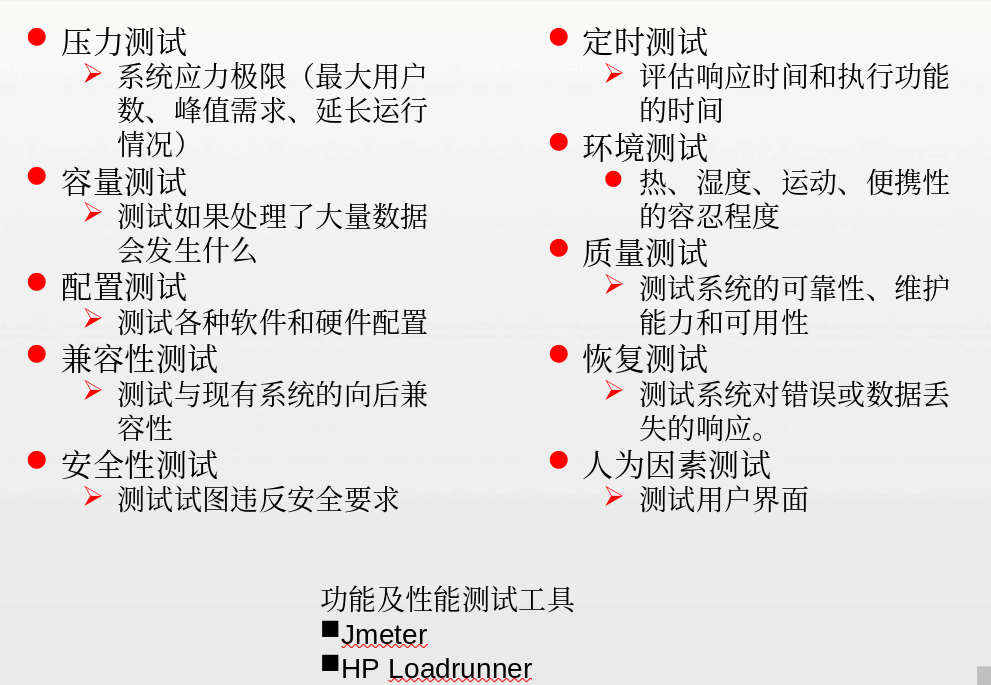 压力测试
系统应力极限（最大用户
数、峰值需求、延长运行
情况）
容量测试
测试如果处理了大量数据
会发生什么
配置测试
测试各种软件和硬件配置
兼容性测试
测试与现有系统的向后兼
容性
安全性测试
测试试图违反安全要求
定时测试
评估响应时间和执行功能
的时间
环境测试
热、湿度、运动、便携性
的容忍程度
质量测试
测试系统的可靠性、维护
能力和可用性
恢复测试
测试系统对错误或数据丢
失的响应。
人为因素测试
测试用户界面
功能及性能测试工具
Jmeter
HP Loadrunner